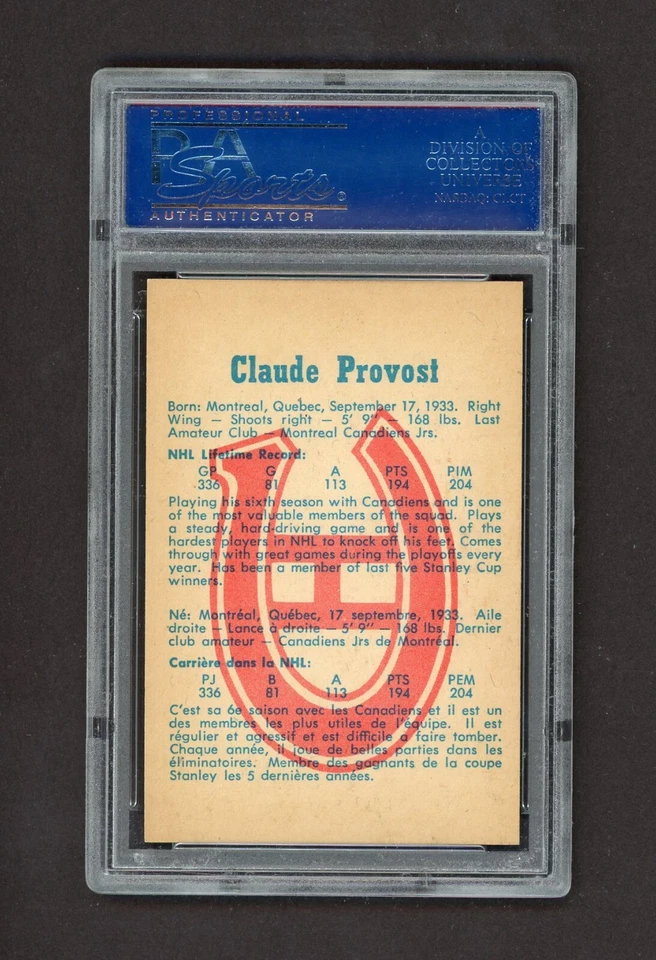 PROFESSIONAL
PSA
Sports®
AUTHENTICATOR
A
DIVISION OF
COLLECTORS
UNIVERSE
NASDAQ: CLCT
Claude Provost
Born: Montreal, Quebec, September 17, 1933. Right
Wing — Shoots right — 5' 9" — 168 lbs. Last
Amateur Club — Montreal Canadiens Jrs.
NHL Lifetime Record:
GP G A PTS PIM
336 81 113 194 204
Playing his sixth season with Canadiens and is one
of the most valuable members of the squad. Plays
a steady, hard-driving game and is one of the
hardest players in NHL to knock off his feet. Comes
through with great games during the playoffs every
year. Has been a member of last five Stanley Cup
winners.
Né: Montréal, Québec, 17 septembre, 1933. Aile
droite — Lance à droite — 5' 9" — 168 lbs. Dernier
club amateur — Canadiens Jrs de Montréal.
Carrière dans la NHL:
PJ B A PTS PEM
336 81 113 194 204
C'est sa 6e saison avec les Canadiens et il est un
des membres les plus utiles de l'équipe. Il est
régulier et agressif et est difficile à faire tomber.
Chaque année, il joue de belles parties dans les
éliminatoires. Membre des gagnants de la coupe
Stanley les 5 dernières années.